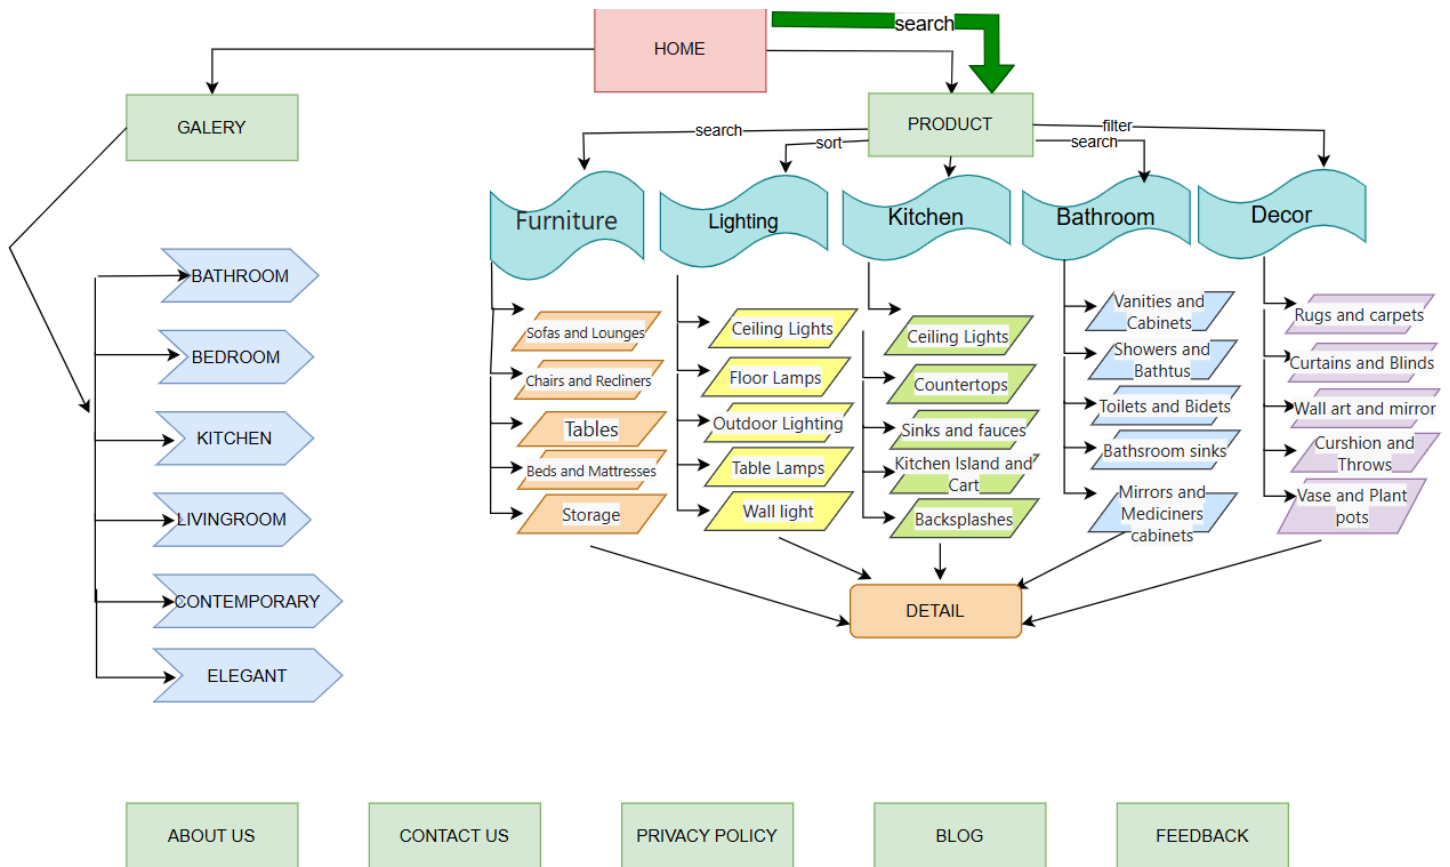 search
HOME
GALERY
PRODUCT
search
sort
search
filter
Furniture
Lighting
Kitchen
Bathroom
Decor
BATHROOM
BEDROOM
KITCHEN
LIVINGROOM
CONTEMPORARY
ELEGANT
Sofas and Lounges
Chairs and Recliners
Tables
Beds and Mattresses
Storage
Ceiling Lights
Floor Lamps
Outdoor Lighting
Table Lamps
Wall light
Ceiling Lights
Countertops
Sinks and fauces
Kitchen Island and
Cart
Backsplashes
Vanities and
Cabinets
Showers and
Bathtus
Toilets and Bidets
Bathsroom sinks
Mirrors and
Mediciners
cabinets
Rugs and carpets
Curtains and Blinds
Wall art and mirror
Curshion and
Throws
Vase and Plant
pots
DETAIL
ABOUT US
CONTACT US
PRIVACY POLICY
BLOG
FEEDBACK